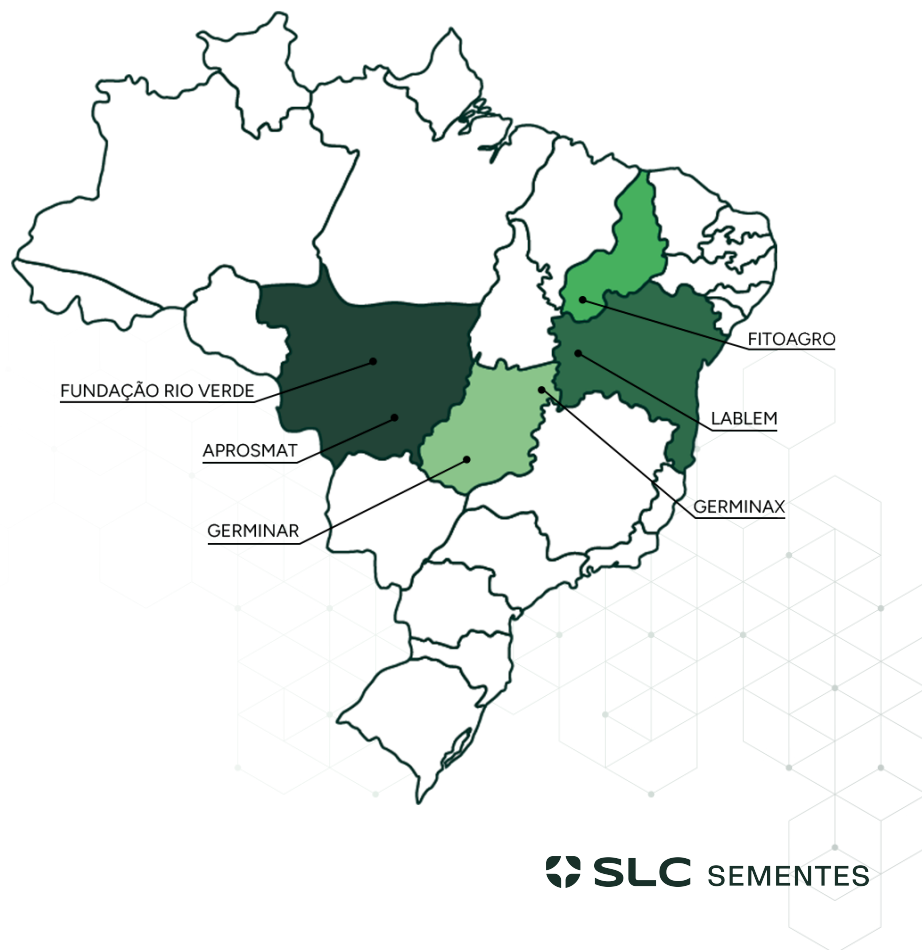 FITOAGRO
FUNDAÇÃO RIO VERDE
LABLEM
APROSMAT
GERMINAX
GERMINAR
SLC SEMENTES